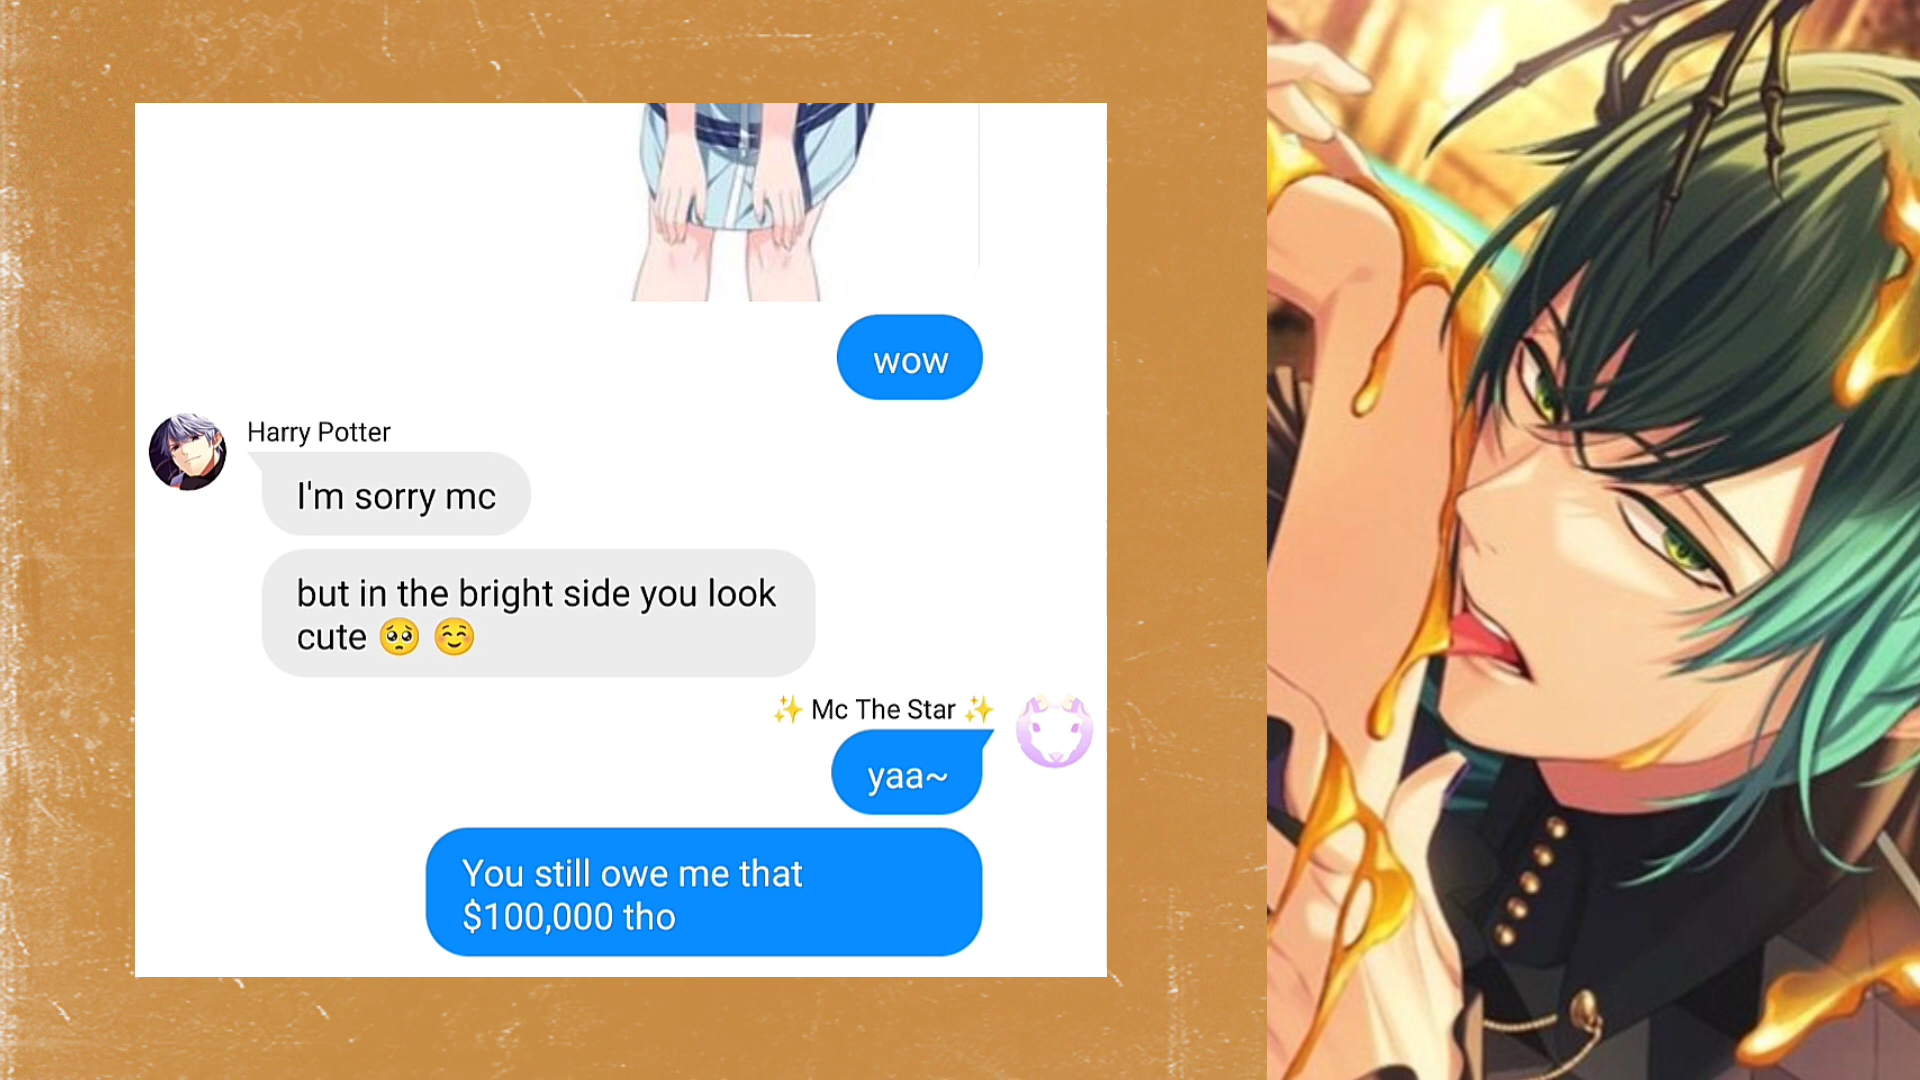 wow
Harry Potter
I'm sorry mc
but in the bright side you look
cute 🥺 ☺️
✨ Mc The Star ✨
yaa~
You still owe me that
$100,000 tho